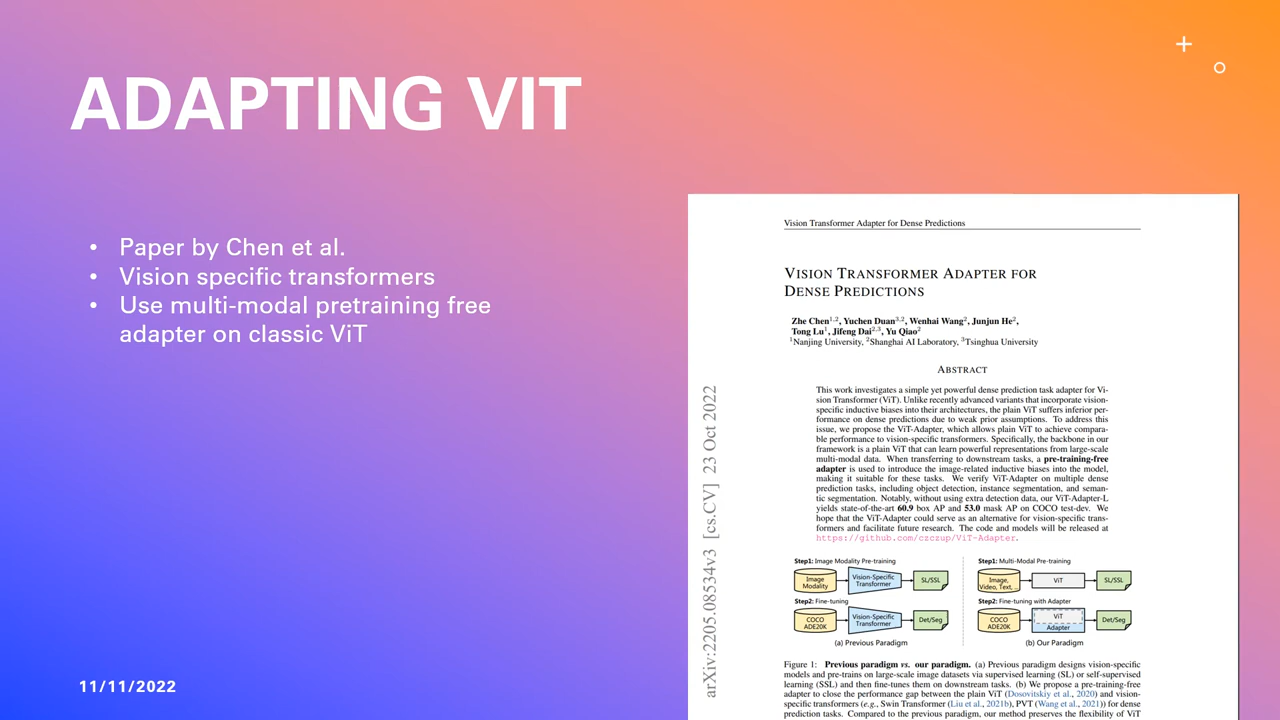 ADAPTING VIT
• Paper by Chen et al.
• Vision specific transformers
• Use multi-modal pretraining free
adapter on classic ViT
11/11/2022
arXiv:2205.08534v3 [cs.CV] 23 Oct 2022
Vision Transformer Adapter for Dense Predictions
VISION TRANSFORMER ADAPTER FOR
DENSE PREDICTIONS
Zhe Chen1,2, Yuchen Duan3,2, Wenhai Wang2, Junjun He2,
Tong Lu1, Jifeng Dai2,3, Yu Qiao2
1Nanjing University, 2Shanghai AI Laboratory, 3Tsinghua University
ABSTRACT
This work investigates a simple yet powerful dense prediction task adapter for Vi-
sion Transformer (ViT). Unlike recently advanced variants that incorporate vision-
specific inductive biases into their architectures, the plain ViT suffers inferior per-
formance on dense predictions due to weak prior assumptions. To address this
issue, we propose the ViT-Adapter, which allows plain ViT to achieve compara-
ble performance to vision-specific transformers. Specifically, the backbone in our
framework is a plain ViT that can learn powerful representations from large-scale
multi-modal data. When transferring to downstream tasks, a pre-training-free
adapter is used to introduce the image-related inductive biases into the model,
making it suitable for these tasks. We verify ViT-Adapter on multiple dense
prediction tasks, including object detection, instance segmentation, and seman-
tic segmentation. Notably, without using extra detection data, our ViT-Adapter-L
yields state-of-the-art 60.9 box AP and 53.0 mask AP on COCO test-dev. We
hope that the ViT-Adapter could serve as an alternative for vision-specific trans-
formers and facilitate future research. The code and models will be released at
https://github.com/czczup/ViT-Adapter.
Step1: Image Modality Pre-training
Image
Modality
Vision-Specific
Transformer
SL/SSL
Step2: Fine-tuning
COCO
ADE20K
Vision-Specific
Transformer
Det/Seg
(a) Previous Paradigm
Step1: Multi-Modal Pre-training
Image,
Video, Text, ..
ViT
SL/SSL
Step2: Fine-tuning with Adapter
COCO
ADE20K
ViT
Adapter
Det/Seg
(b) Our Paradigm
Figure 1: Previous paradigm vs. our paradigm. (a) Previous paradigm designs vision-specific
models and pre-trains on large-scale image datasets via supervised learning (SL) or self-supervised
learning (SSL) and then fine-tunes them on downstream tasks. (b) We propose a pre-training-free
adapter to close the performance gap between the plain ViT (Dosovitskiy et al., 2020) and vision-
specific transformers (e.g., Swin Transformer (Liu et al., 2021b), PVT (Wang et al., 2021)) for dense
prediction tasks. Compared to the previous paradigm, our method preserves the flexibility of ViT